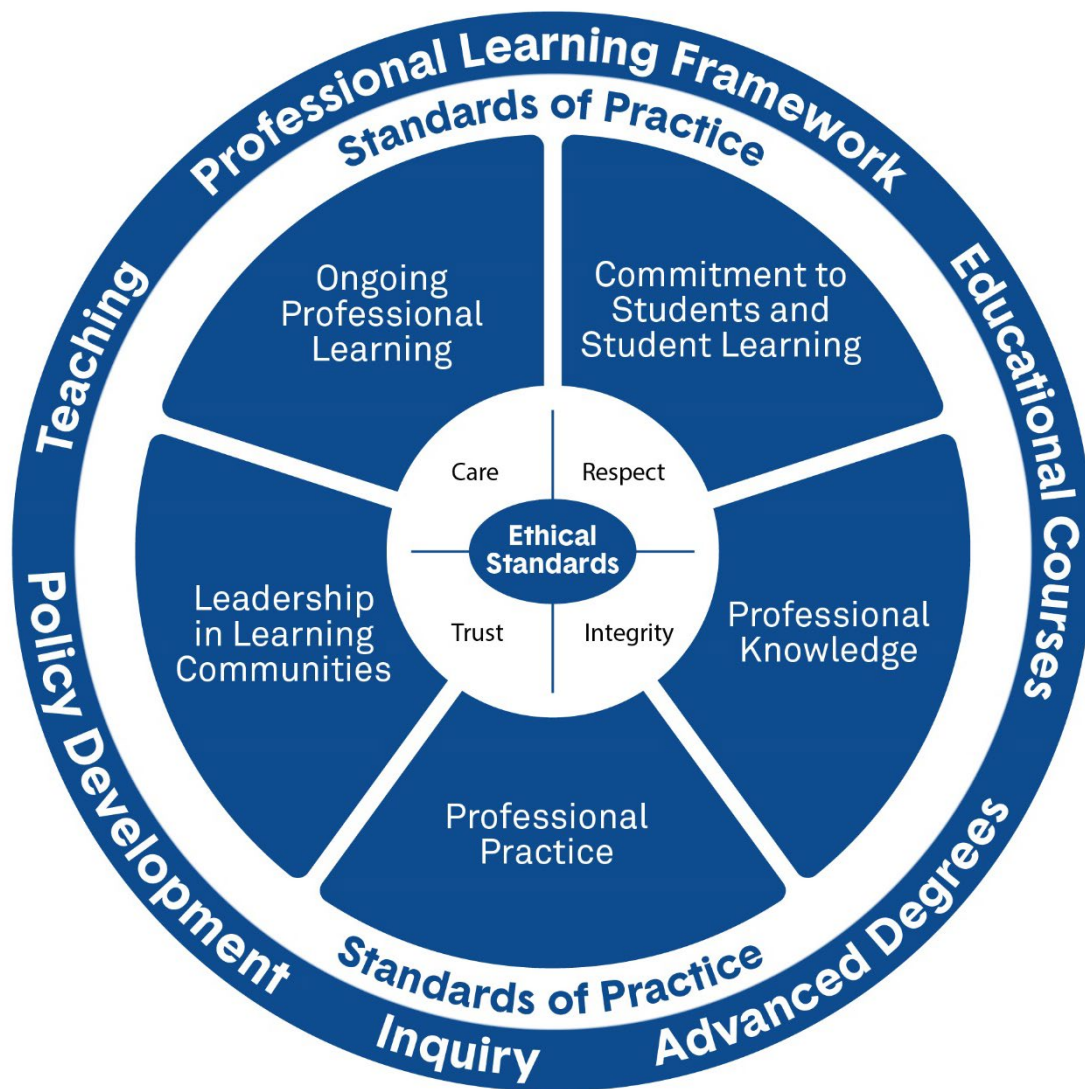 Professional Learning Framework
Educational Courses
Advanced Degrees
Inquiry
Policy Development
Teaching
Standards of Practice
Commitment to
Students and
Student Learning
Professional
Knowledge
Professional
Practice
Leadership
in Learning
Communities
Ongoing
Professional
Learning
Standards of Practice
Care
Respect
Ethical
Standards
Trust
Integrity